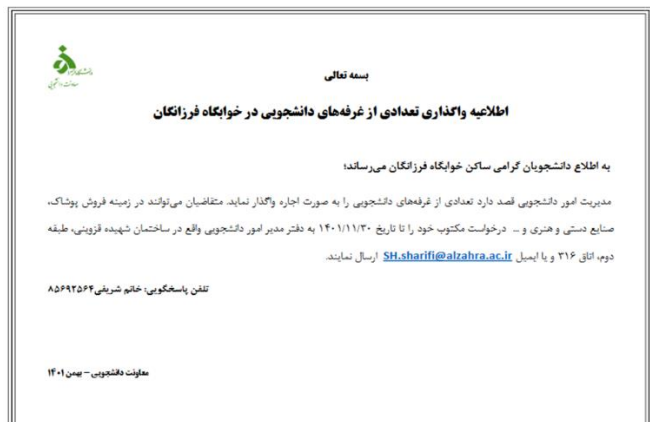 بسمه تعالی
اطلاعیه واگذاری تعدادی از غرفه‌های دانشجویی در خوابگاه فرزانگان
به اطلاع دانشجویان گرامی ساکن خوابگاه فرزانگان می‌رساند؛
مدیریت امور دانشجویی قصد دارد تعدادی از غرفه‌های دانشجویی را به صورت اجاره واگذار نماید. متقاضیان می‌توانند در زمینه فروش پوشاک،
صنایع دستی و هنری و ... درخواست مکتوب خود را تا تاریخ ۱۴۰۱/۱۱/۳۰ به دفتر مدیر امور دانشجویی واقع در ساختمان شهیده قزوینی، طبقه
دوم، اتاق ۳۱۶ و یا ایمیل SH.sharifi@alzahra.ac.ir ارسال نمایند.
تلفن پاسخگویی: خانم شریفی ۸۵۶۹۲۵۶۴
معاونت دانشجویی – بهمن ۱۴۰۱